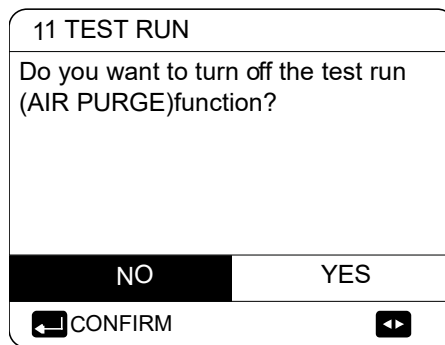 11 TEST RUN
Do you want to turn off the test run
(AIR PURGE)function?
NO YES
CONFIRM